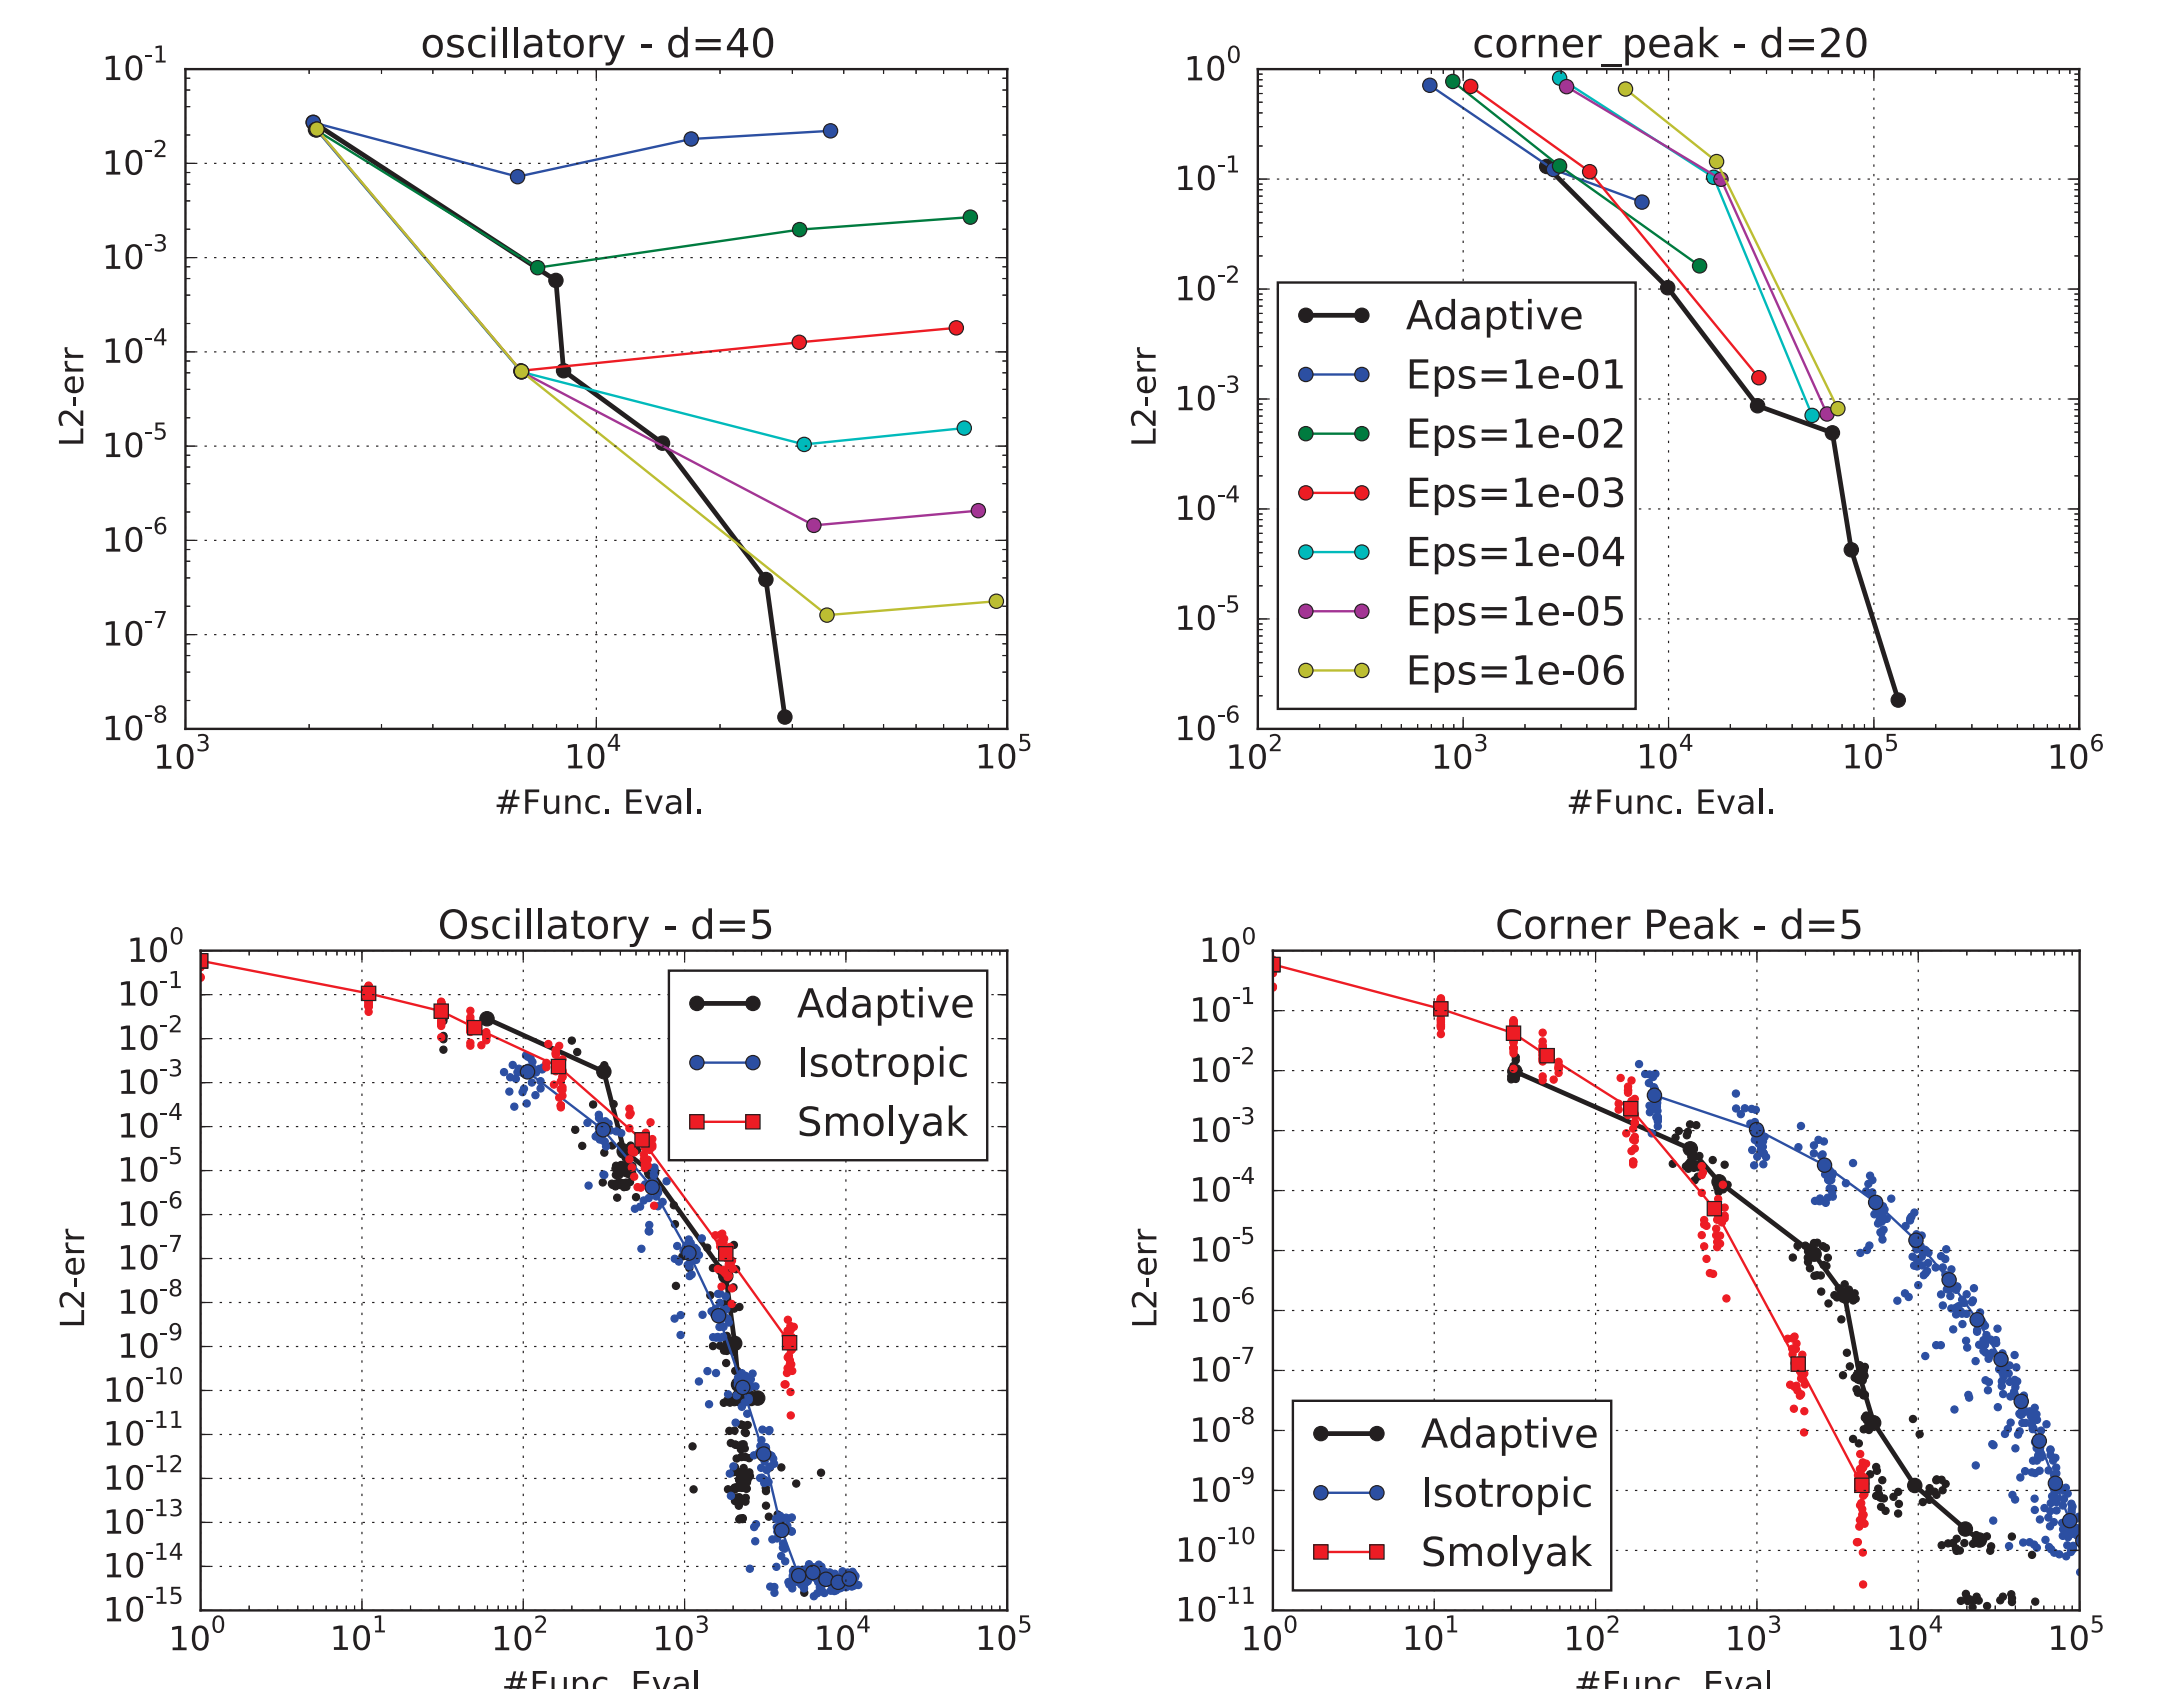 oscillatory - d=40
10^-1
10^-2
10^-3
10^-4
10^-5
10^-6
10^-7
10^-8
L2-err
10^3 10^4 10^5
#Func. Eval.
corner_peak - d=20
10^0
10^-1
10^-2
10^-3
10^-4
10^-5
10^-6
L2-err
Adaptive
Eps=1e-01
Eps=1e-02
Eps=1e-03
Eps=1e-04
Eps=1e-05
Eps=1e-06
10^2 10^3 10^4 10^5 10^6
#Func. Eval.
Oscillatory - d=5
10^0
10^-1
10^-2
10^-3
10^-4
10^-5
10^-6
10^-7
10^-8
10^-9
10^-10
10^-11
10^-12
10^-13
10^-14
10^-15
L2-err
Adaptive
Isotropic
Smolyak
10^0 10^1 10^2 10^3 10^4 10^5
#Func. Eval
Corner Peak - d=5
10^0
10^-1
10^-2
10^-3
10^-4
10^-5
10^-6
10^-7
10^-8
10^-9
10^-10
10^-11
L2-err
Adaptive
Isotropic
Smolyak
10^0 10^1 10^2 10^3 10^4 10^5
#Func. Eval